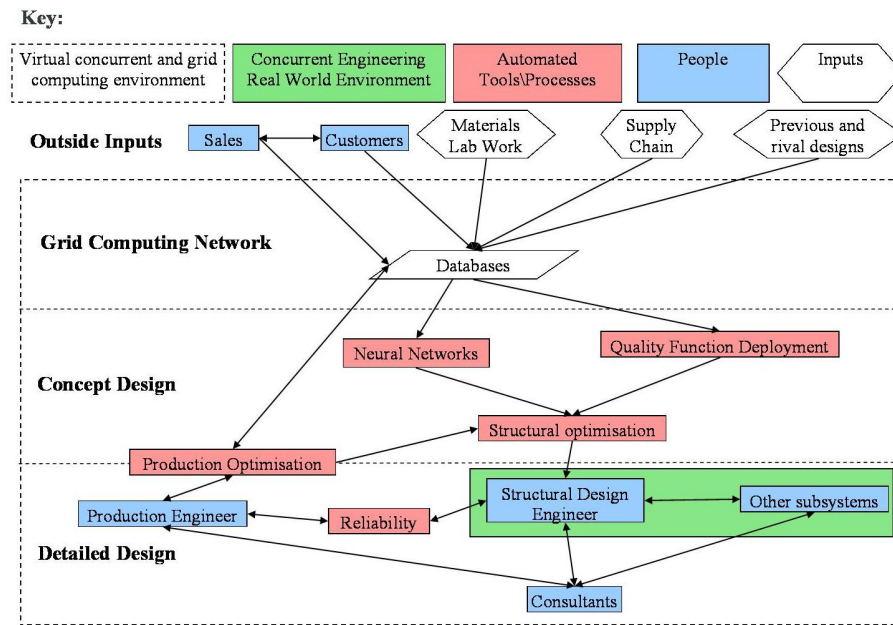 Key:
Virtual concurrent and grid
computing environment
Concurrent Engineering
Real World Environment
Automated
Tools\Processes
People
Inputs
Outside Inputs
Sales
Customers
Materials
Lab Work
Supply
Chain
Previous and
rival designs
Grid Computing Network
Databases
Neural Networks
Quality Function Deployment
Concept Design
Structural optimisation
Production Optimisation
Production Engineer
Reliability
Structural Design
Engineer
Other subsystems
Detailed Design
Consultants